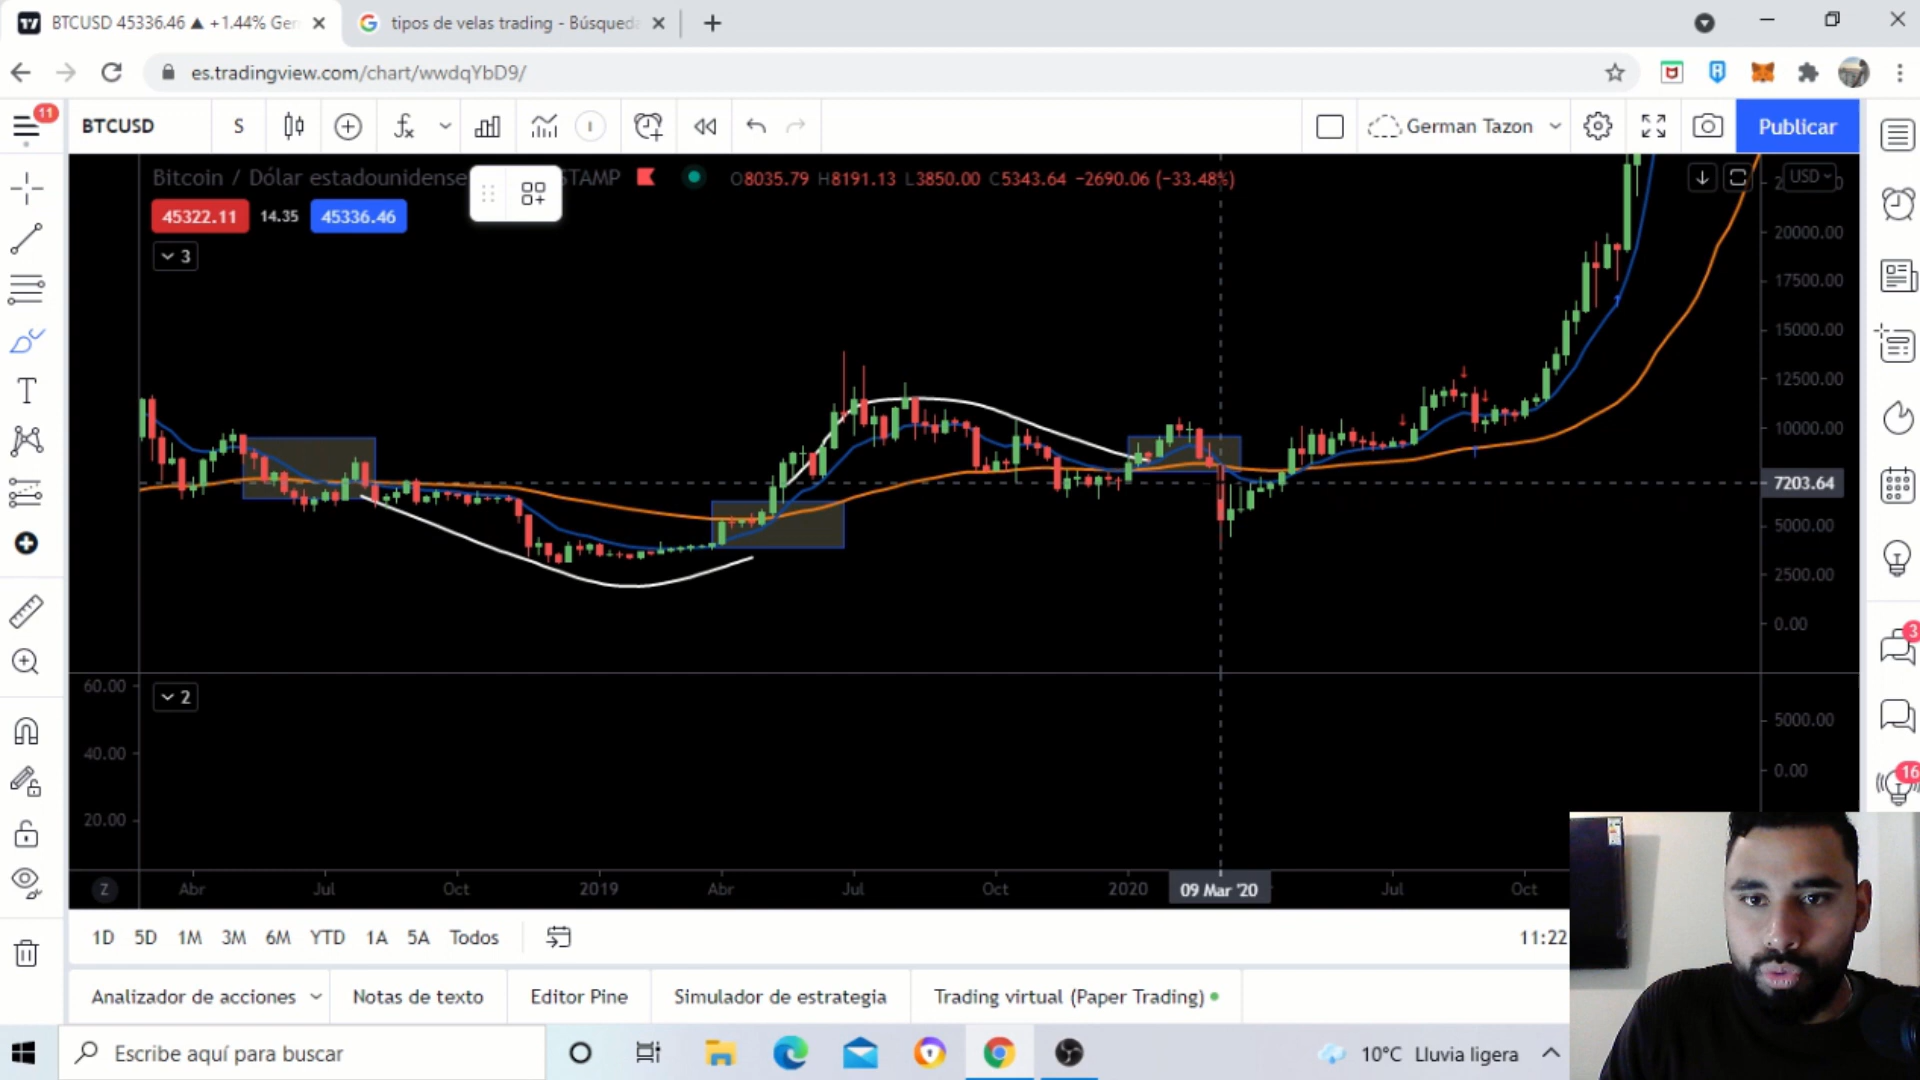 BTCUSD 45336.46 ▲ +1.44% Ger
tipos de velas trading - Búsqued
es.tradingview.com/chart/wwdqYbD9/
11
BTCUSD
S
German Tazon
Publicar
Bitcoin / Dólar estadounidense
STAMP
O8035.79 H8191.13 L3850.00 C5343.64 −2690.06 (−33.48%)
USD
45322.11
14.35
45336.46
3
20000.00
17500.00
15000.00
12500.00
10000.00
7203.64
5000.00
2500.00
0.00
3
60.00
2
40.00
20.00
5000.00
0.00
16
Z
Abr
Jul
Oct
2019
Abr
Jul
Oct
2020
09 Mar '20
Jul
Oct
1D
5D
1M
3M
6M
YTD
1A
5A
Todos
11:22
Analizador de acciones
Notas de texto
Editor Pine
Simulador de estrategia
Trading virtual (Paper Trading)
Escribe aquí para buscar
10°C Lluvia ligera